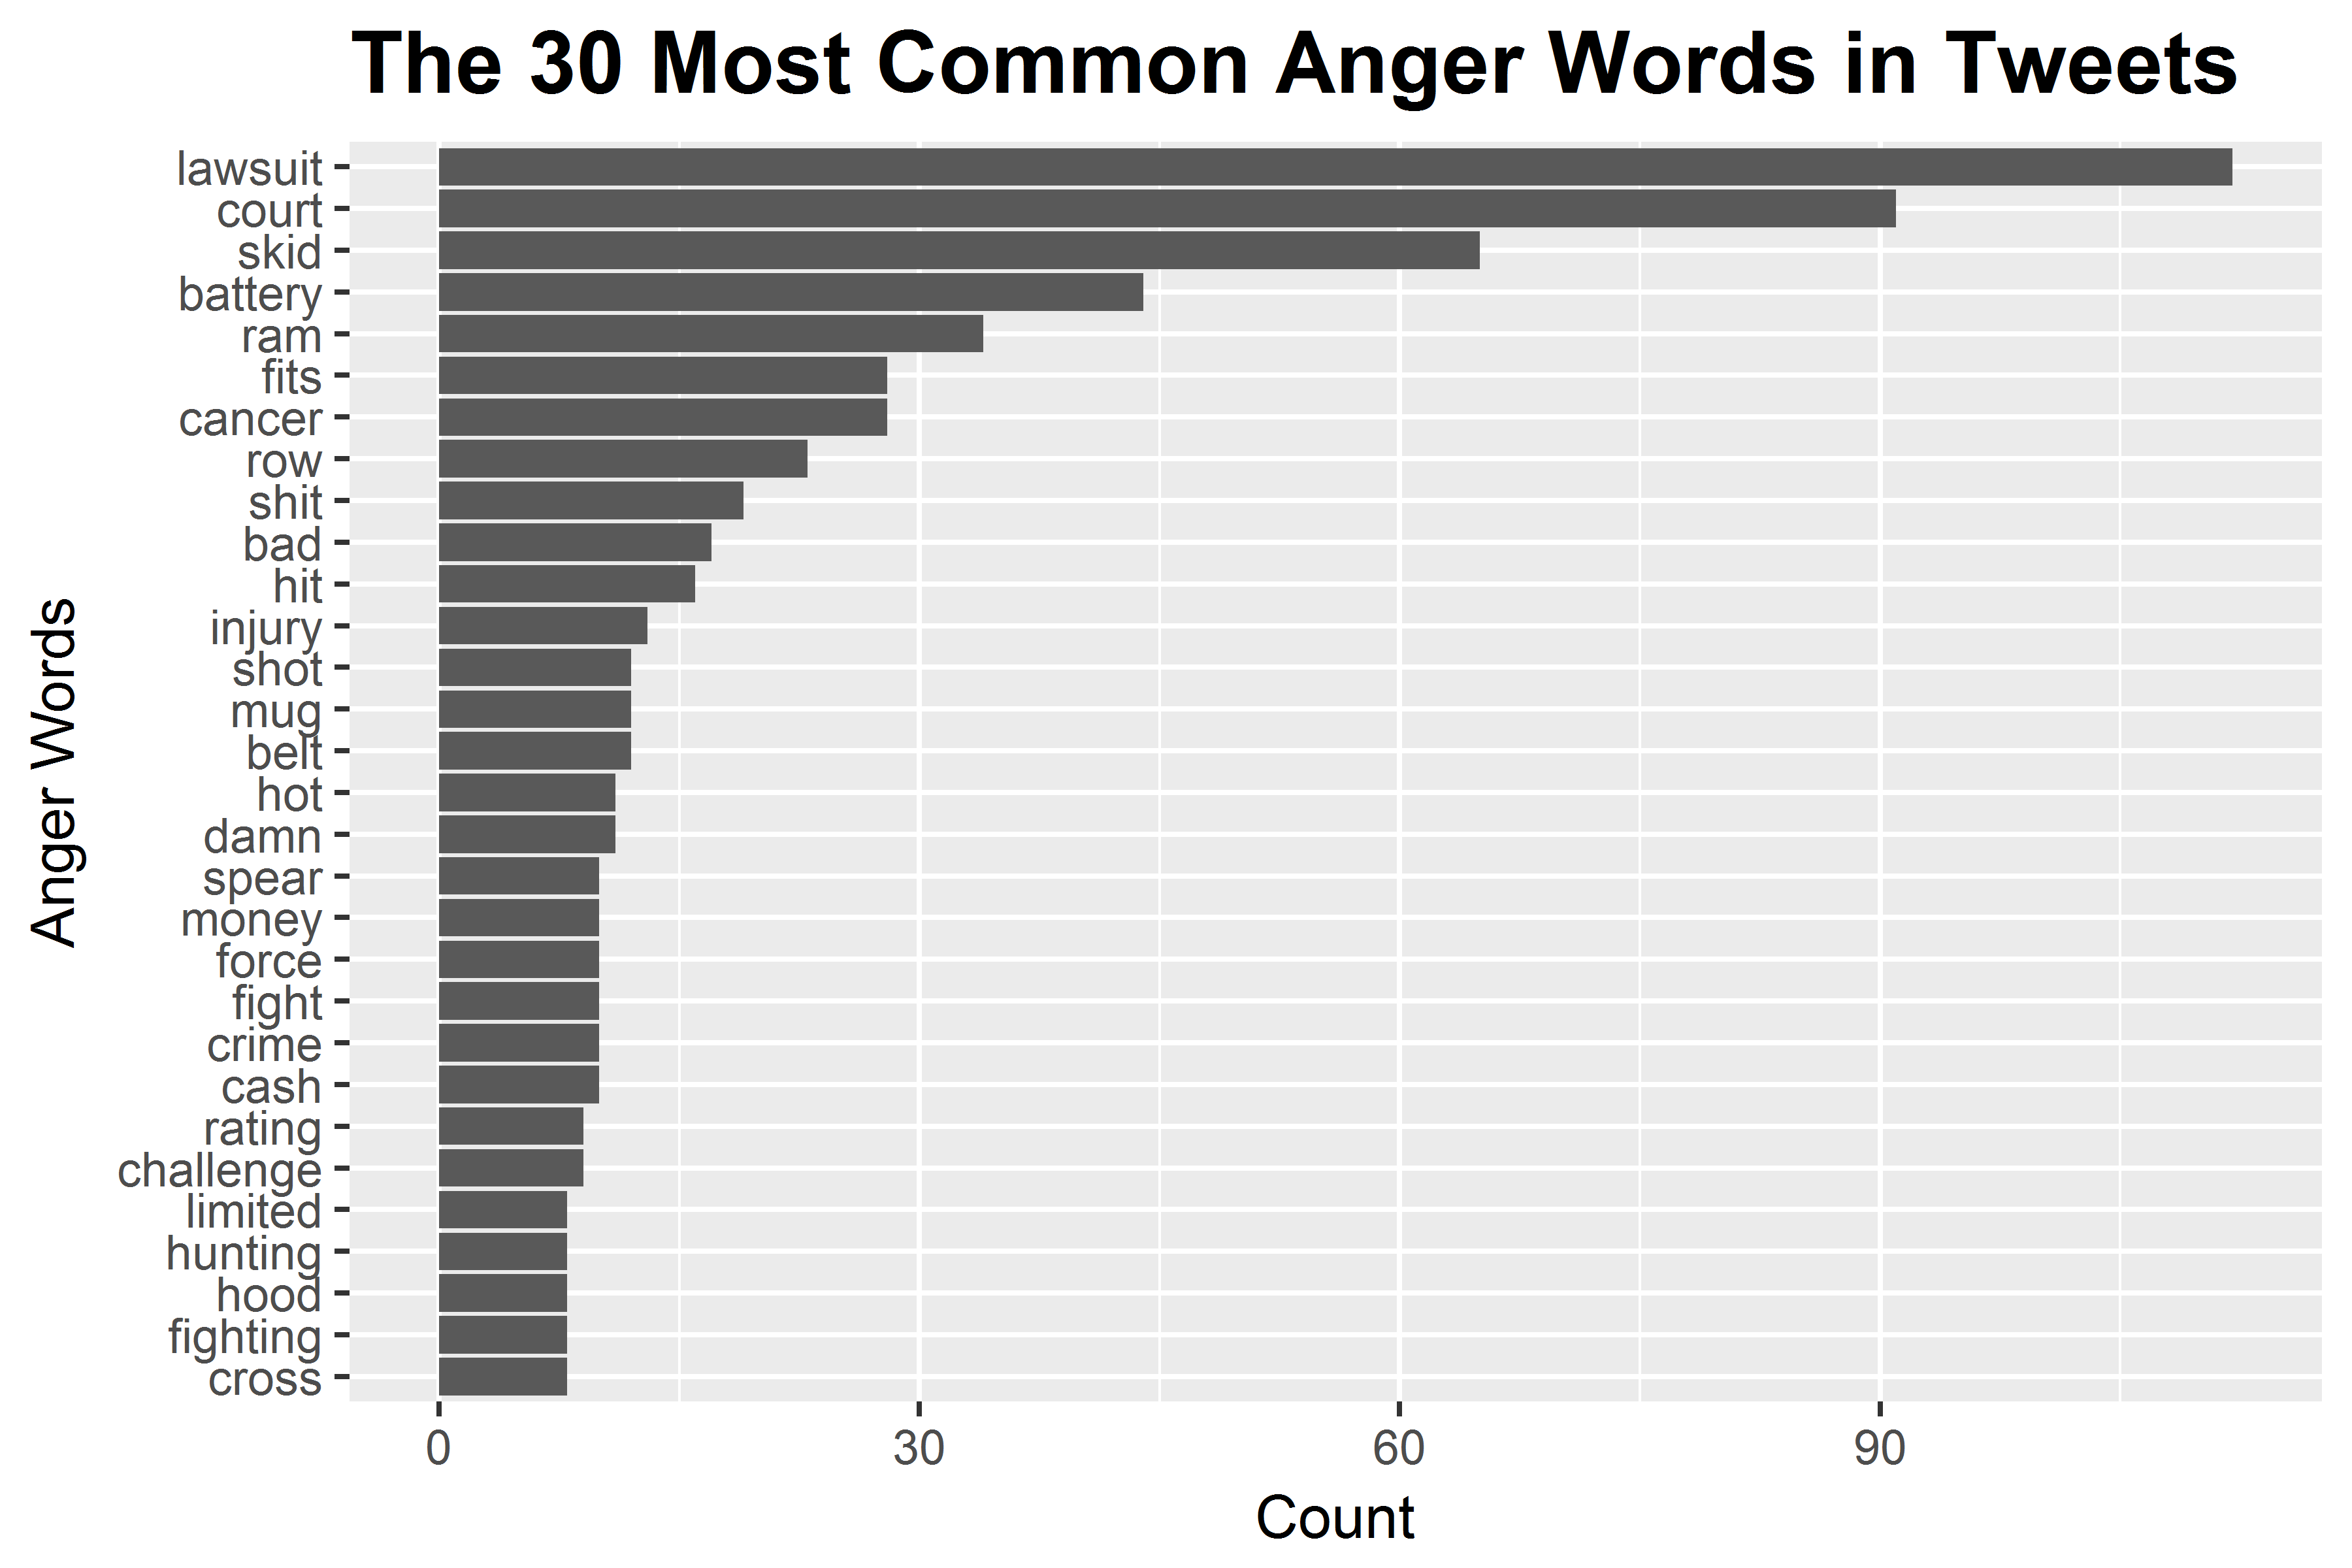 The 30 Most Common Anger Words in Tweets
Anger Words
lawsuit
court
skid
battery
ram
fits
cancer
row
shit
bad
hit
injury
shot
mug
belt
hot
damn
spear
money
force
fight
crime
cash
rating
challenge
limited
hunting
hood
fighting
cross
0 30 60 90
Count